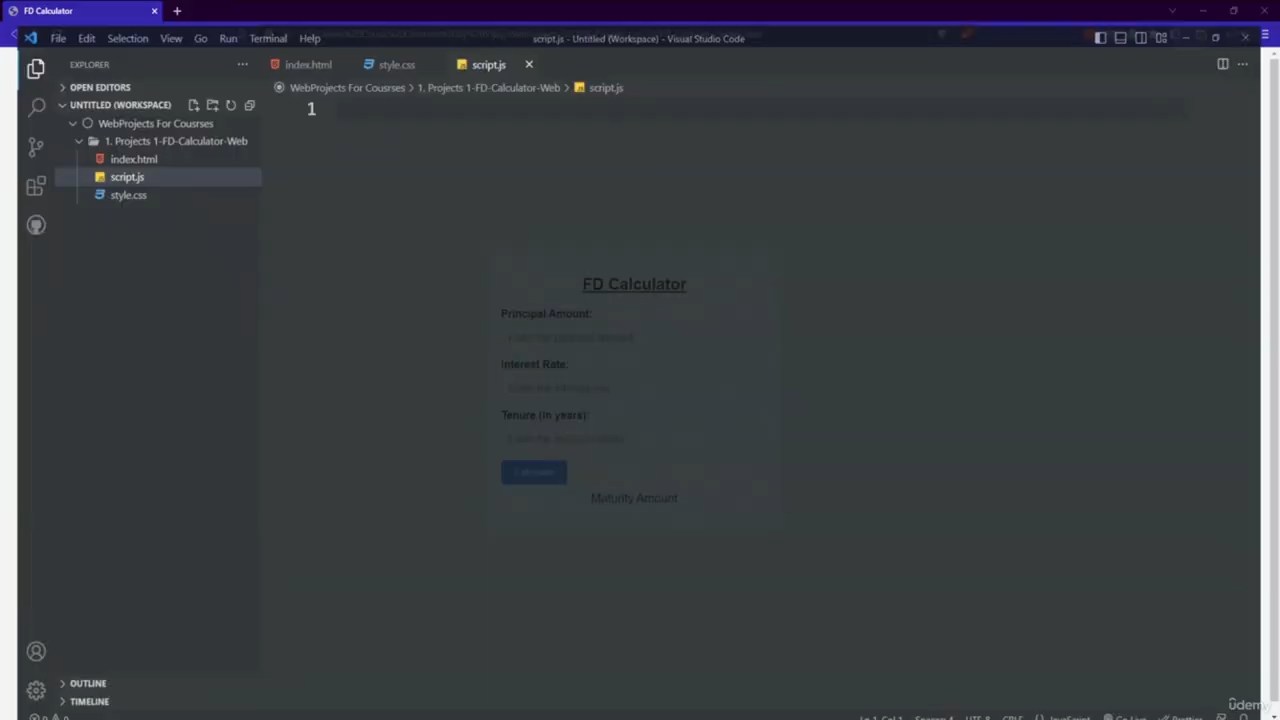 FD Calculator
File Edit Selection View Go Run Terminal Help
script.js - Untitled (Workspace) - Visual Studio Code
EXPLORER
index.html style.css script.js
OPEN EDITORS
WebProjects For Cousrses > 1. Projects 1-FD-Calculator-Web > script.js
UNTITLED (WORKSPACE)
1
WebProjects For Cousrses
1. Projects 1-FD-Calculator-Web
index.html
script.js
style.css
FD Calculator
Principal Amount:
Interest Rate:
Tenure (in years):
Maturity Amount
OUTLINE
TIMELINE
udemy